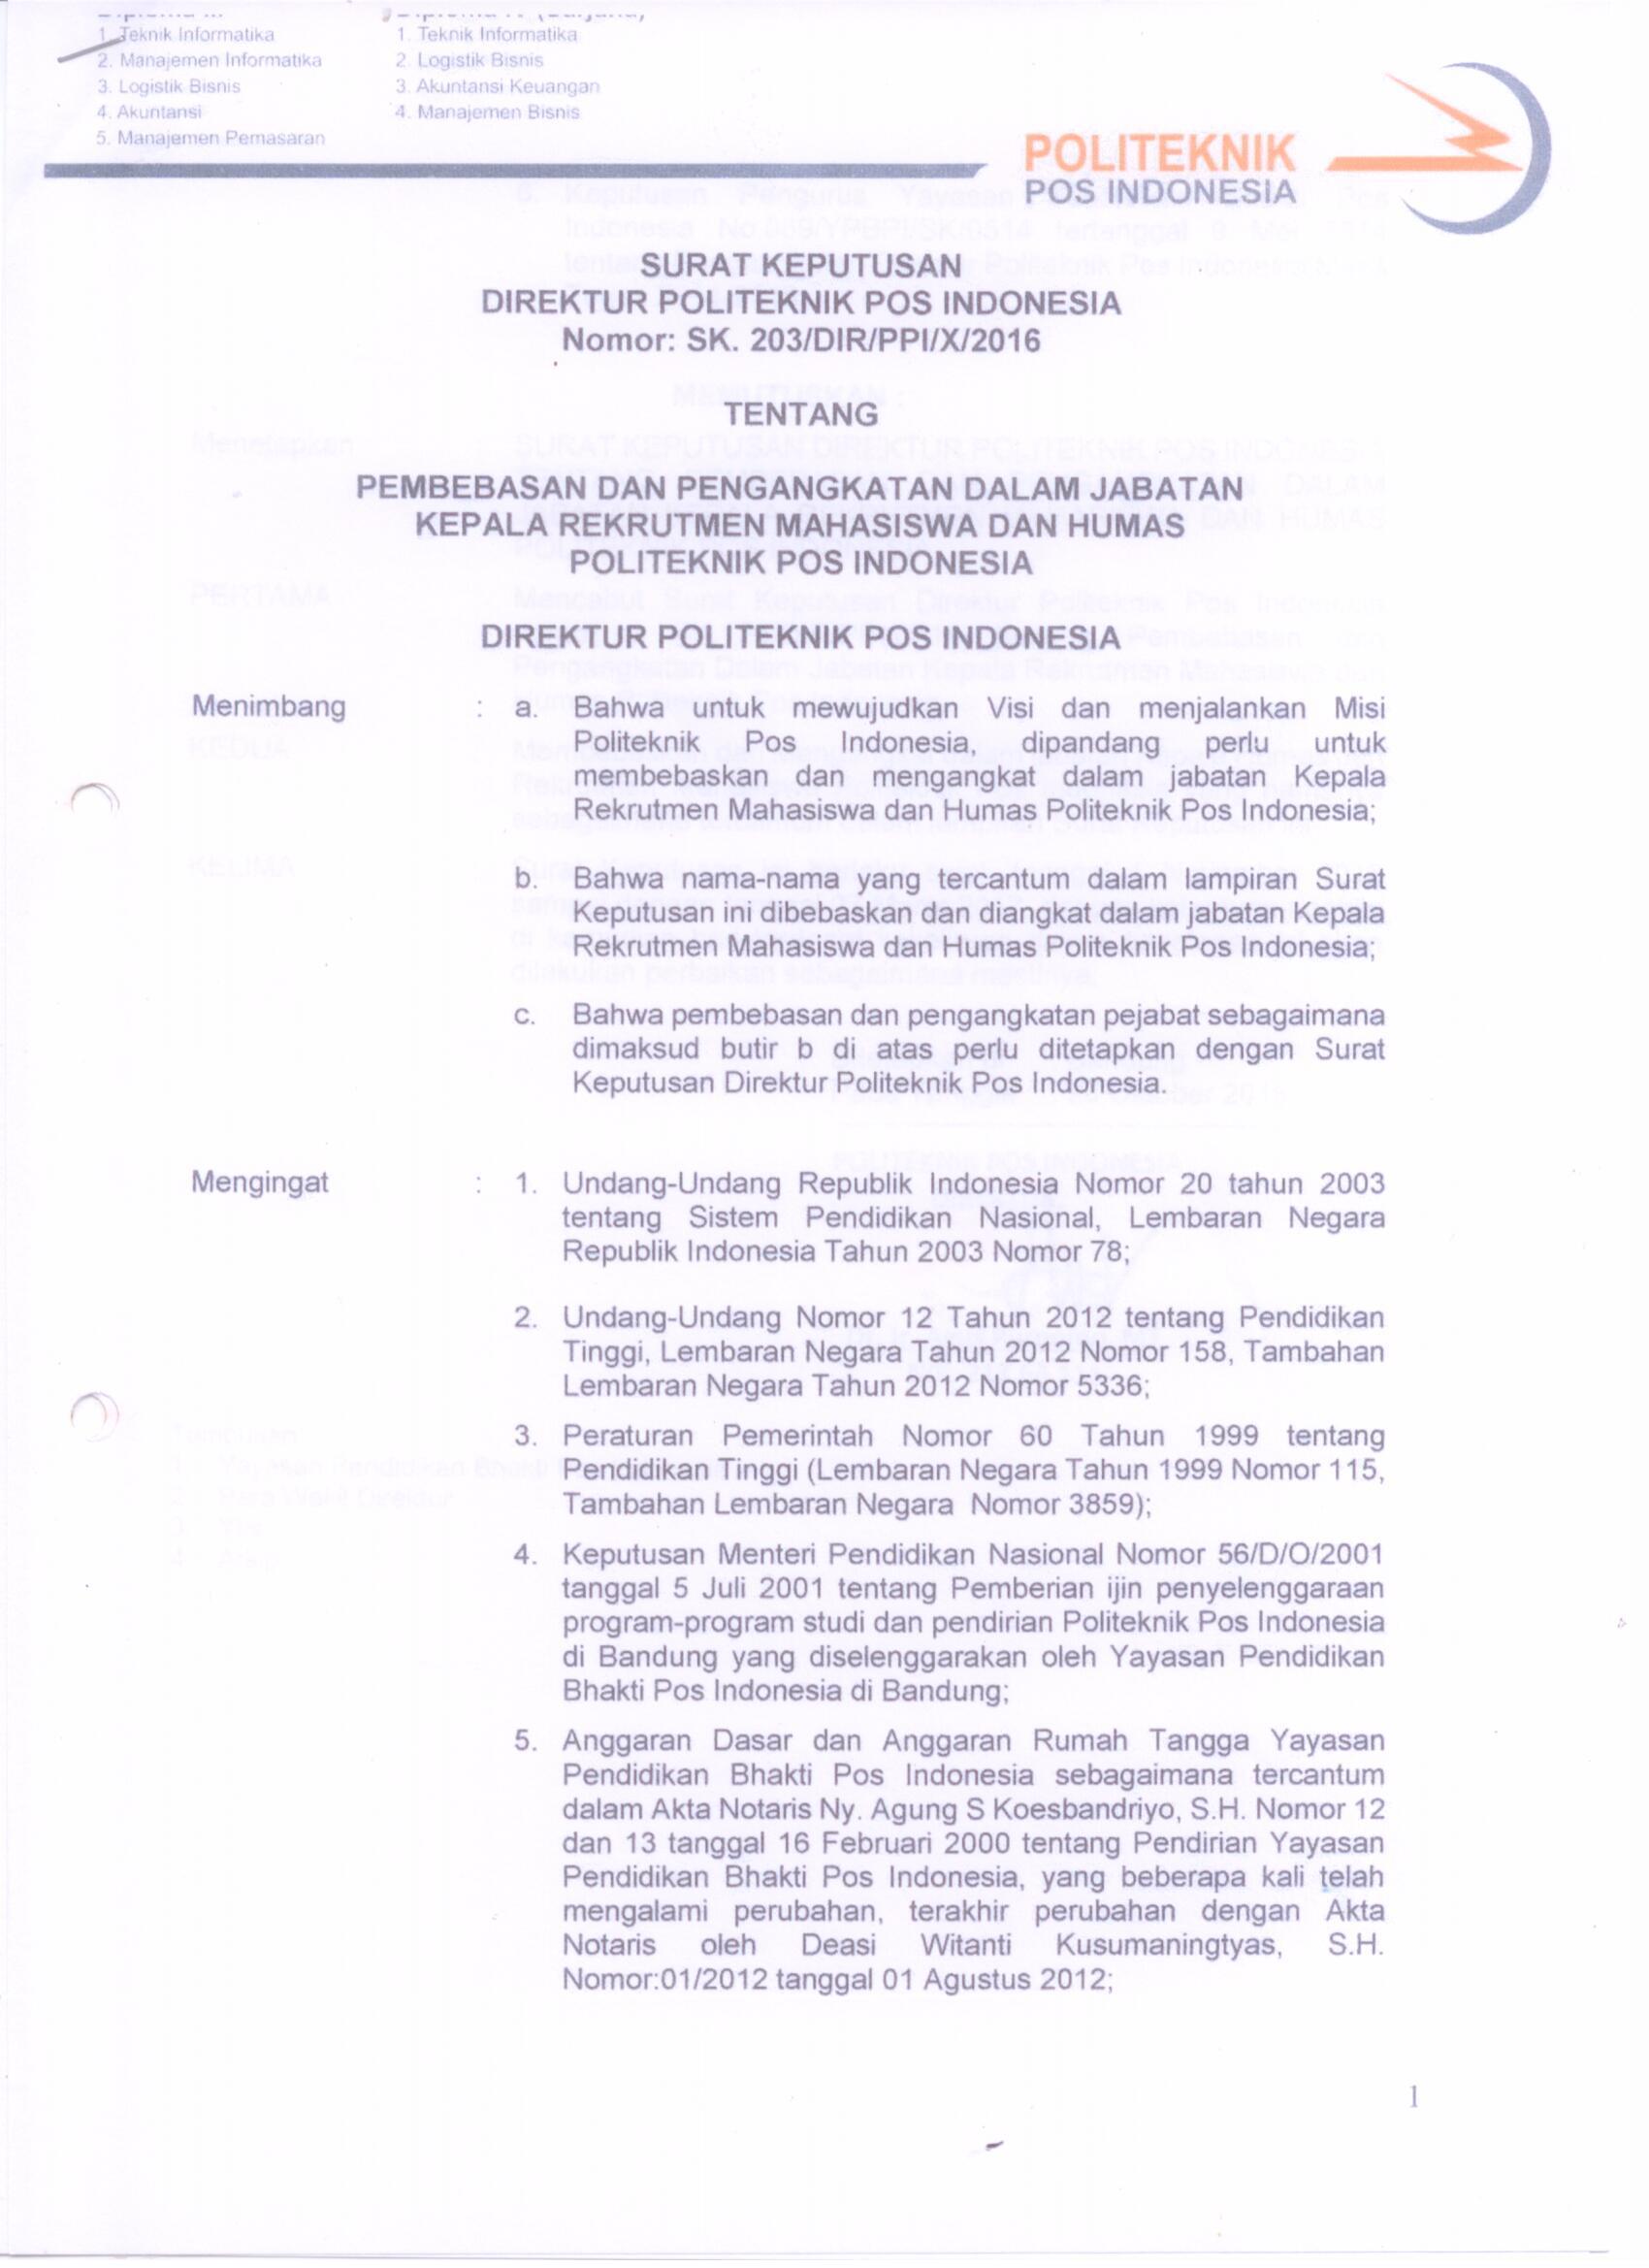 1. Teknik Informatika
2. Manajemen Informatika
3. Logistik Bisnis
4. Akuntansi
5. Manajemen Pemasaran
1. Teknik Informatika
2. Logistik Bisnis
3. Akuntansi Keuangan
4. Manajemen Bisnis
POLITEKNIK
POS INDONESIA
SURAT KEPUTUSAN
DIREKTUR POLITEKNIK POS INDONESIA
Nomor: SK. 203/DIR/PPI/X/2016
TENTANG
PEMBEBASAN DAN PENGANGKATAN DALAM JABATAN
KEPALA REKRUTMEN MAHASISWA DAN HUMAS
POLITEKNIK POS INDONESIA
DIREKTUR POLITEKNIK POS INDONESIA
Menimbang : a. Bahwa untuk mewujudkan Visi dan menjalankan Misi
Politeknik Pos Indonesia, dipandang perlu untuk
membebaskan dan mengangkat dalam jabatan Kepala
Rekrutmen Mahasiswa dan Humas Politeknik Pos Indonesia;
b. Bahwa nama-nama yang tercantum dalam lampiran Surat
Keputusan ini dibebaskan dan diangkat dalam jabatan Kepala
Rekrutmen Mahasiswa dan Humas Politeknik Pos Indonesia;
c. Bahwa pembebasan dan pengangkatan pejabat sebagaimana
dimaksud butir b di atas perlu ditetapkan dengan Surat
Keputusan Direktur Politeknik Pos Indonesia.
Mengingat : 1. Undang-Undang Republik Indonesia Nomor 20 tahun 2003
tentang Sistem Pendidikan Nasional, Lembaran Negara
Republik Indonesia Tahun 2003 Nomor 78;
2. Undang-Undang Nomor 12 Tahun 2012 tentang Pendidikan
Tinggi, Lembaran Negara Tahun 2012 Nomor 158, Tambahan
Lembaran Negara Tahun 2012 Nomor 5336;
3. Peraturan Pemerintah Nomor 60 Tahun 1999 tentang
Pendidikan Tinggi (Lembaran Negara Tahun 1999 Nomor 115,
Tambahan Lembaran Negara Nomor 3859);
4. Keputusan Menteri Pendidikan Nasional Nomor 56/D/O/2001
tanggal 5 Juli 2001 tentang Pemberian ijin penyelenggaraan
program-program studi dan pendirian Politeknik Pos Indonesia
di Bandung yang diselenggarakan oleh Yayasan Pendidikan
Bhakti Pos Indonesia di Bandung;
5. Anggaran Dasar dan Anggaran Rumah Tangga Yayasan
Pendidikan Bhakti Pos Indonesia sebagaimana tercantum
dalam Akta Notaris Ny. Agung S Koesbandriyo, S.H. Nomor 12
dan 13 tanggal 16 Februari 2000 tentang Pendirian Yayasan
Pendidikan Bhakti Pos Indonesia, yang beberapa kali telah
mengalami perubahan, terakhir perubahan dengan Akta
Notaris oleh Deasi Witanti Kusumaningtyas, S.H.
Nomor:01/2012 tanggal 01 Agustus 2012;
1